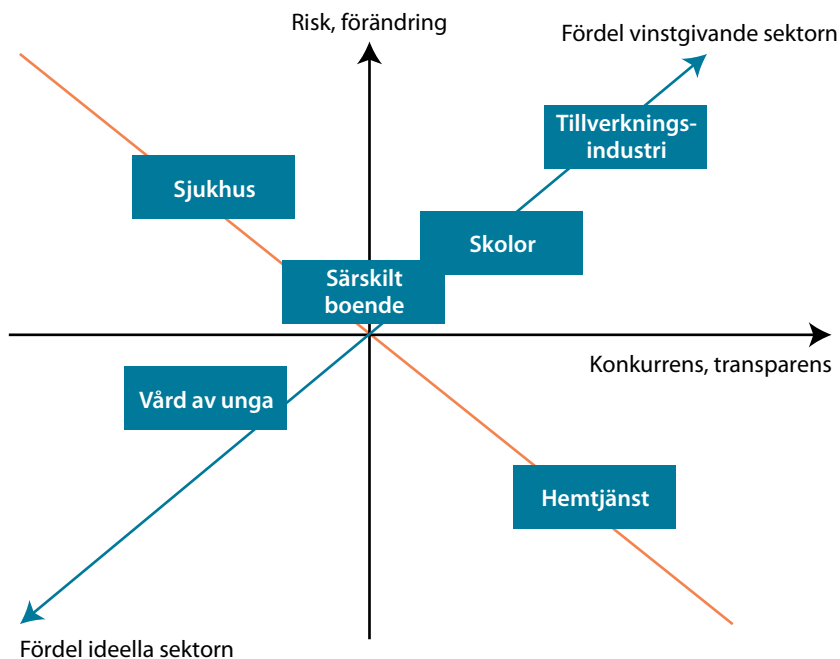 Risk, förändring
Fördel vinstgivande sektorn
Tillverknings-
industri
Sjukhus
Skolor
Särskilt
boende
Konkurrens, transparens
Vård av unga
Hemtjänst
Fördel ideella sektorn